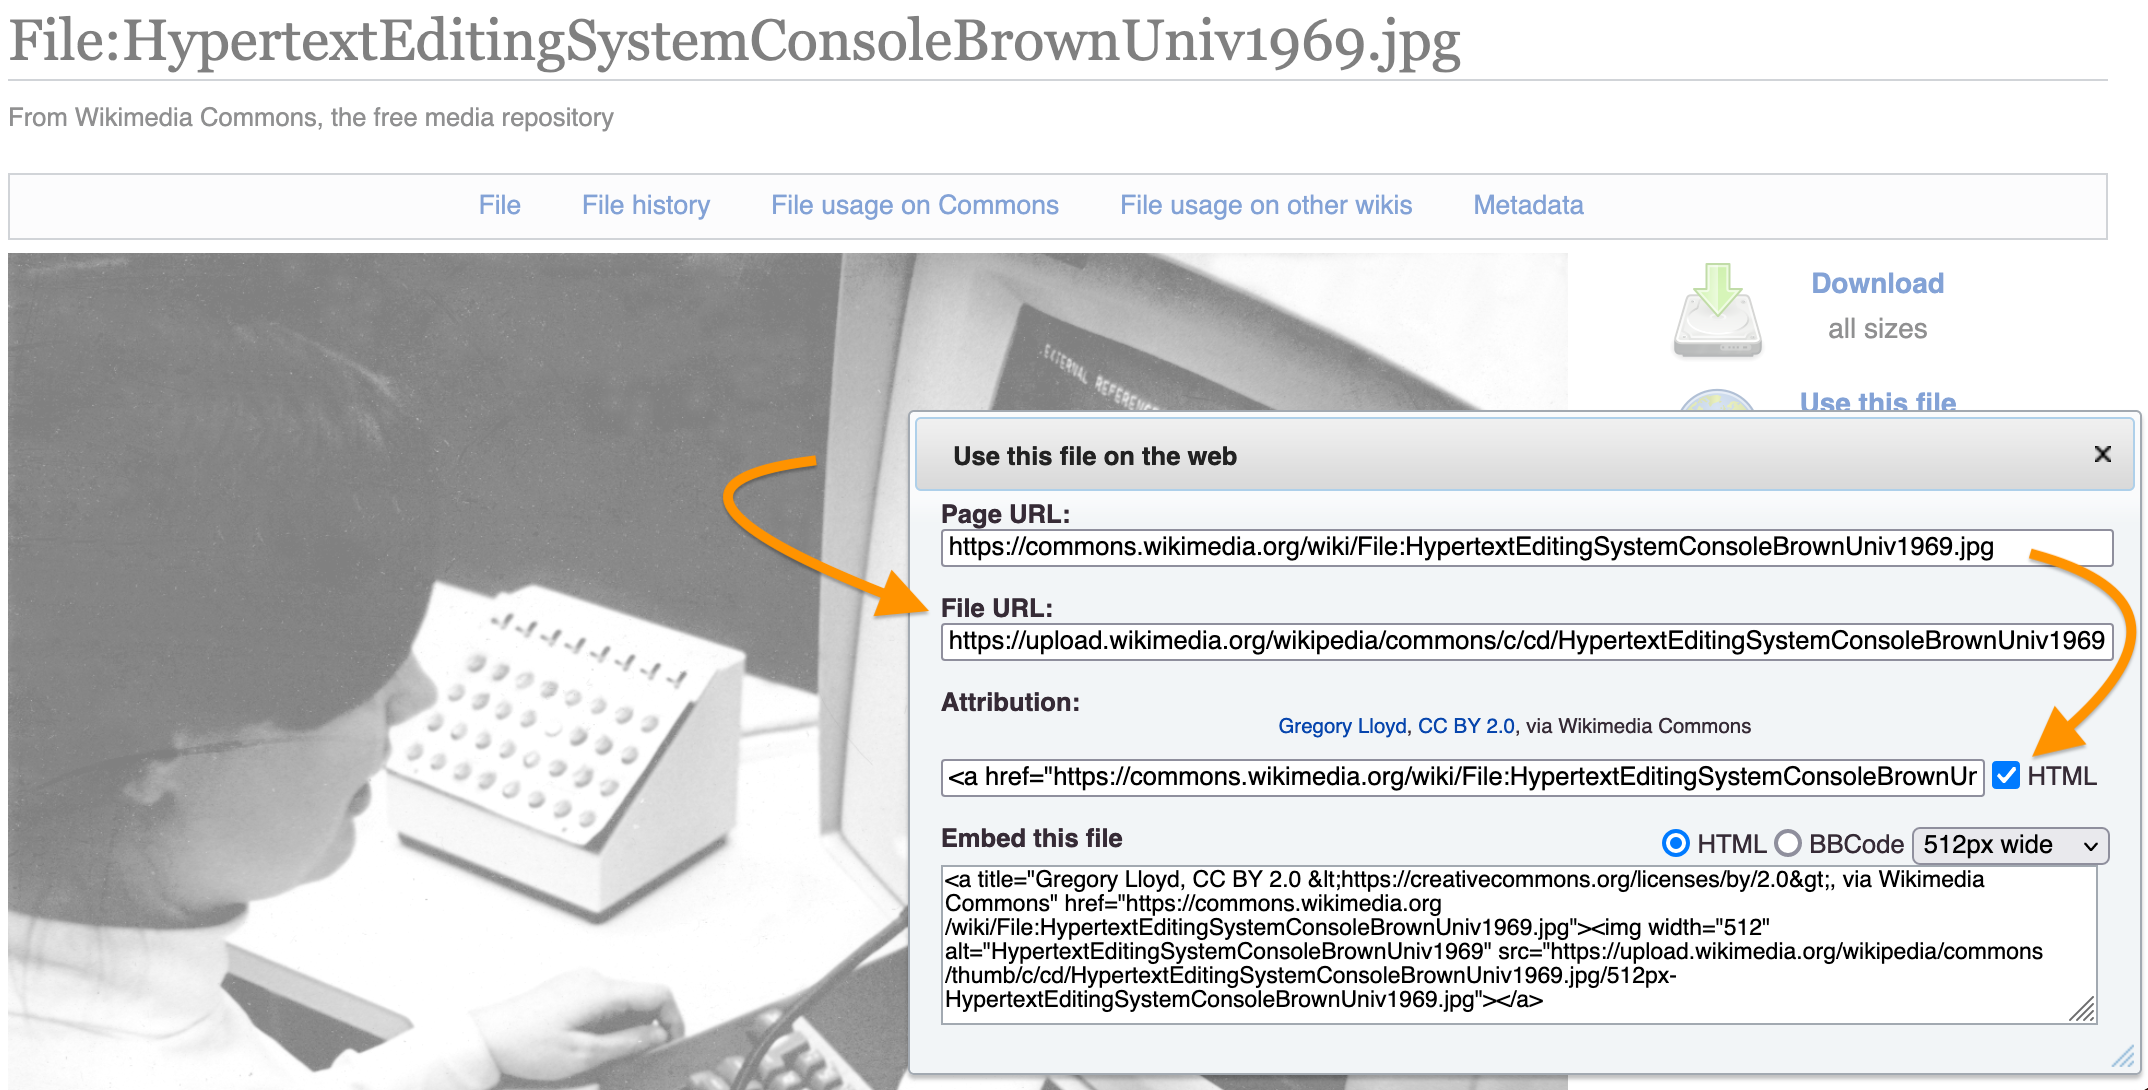 File:HypertextEditingSystemConsoleBrownUniv1969.jpg
From Wikimedia Commons, the free media repository
File File history File usage on Commons File usage on other wikis Metadata
Download
all sizes
EXTERNAL REFERENC
Use this file
Use this file on the web
Page URL:
https://commons.wikimedia.org/wiki/File:HypertextEditingSystemConsoleBrownUniv1969.jpg
File URL:
https://upload.wikimedia.org/wikipedia/commons/c/cd/HypertextEditingSystemConsoleBrownUniv1969
Attribution:
Gregory Lloyd, CC BY 2.0, via Wikimedia Commons
<a href="https://commons.wikimedia.org/wiki/File:HypertextEditingSystemConsoleBrownUr HTML
Embed this file HTML BBCode 512px wide
<a title="Gregory Lloyd, CC BY 2.0 &lt;https://creativecommons.org/licenses/by/2.0&gt;, via Wikimedia
Commons" href="https://commons.wikimedia.org
/wiki/File:HypertextEditingSystemConsoleBrownUniv1969.jpg"><img width="512"
alt="HypertextEditingSystemConsoleBrownUniv1969" src="https://upload.wikimedia.org/wikipedia/commons
/thumb/c/cd/HypertextEditingSystemConsoleBrownUniv1969.jpg/512px-
HypertextEditingSystemConsoleBrownUniv1969.jpg"></a>